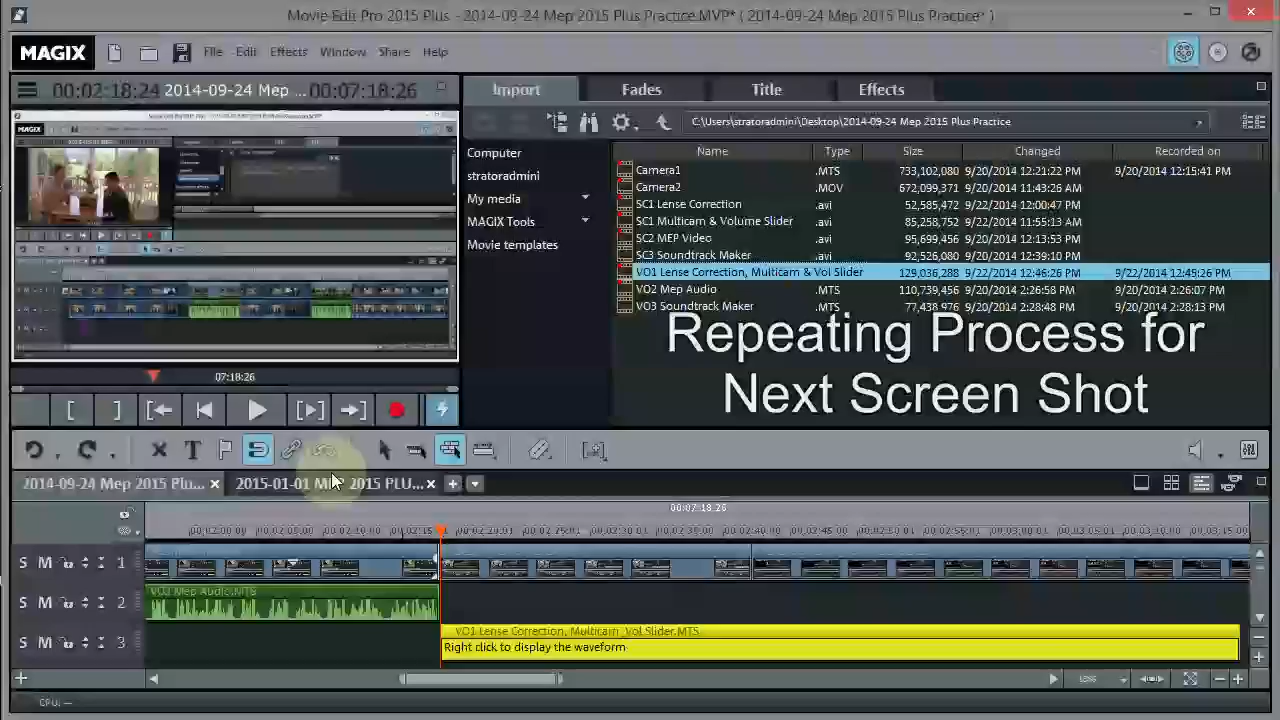 Movie Edit Pro 2015 Plus - 2014-09-24 Mep 2015 Plus Practice.MVP* ( 2014-09-24 Mep 2015 Plus Practice* )
MAGIX File Edit Effects Window Share Help
00:02:18:24 2014-09-24 Mep ... 00:07:18:26
Import Fades Title Effects
C:\Users\stratoradmini\Desktop\2014-09-24 Mep 2015 Plus Practice
Computer
stratoradmini
My media
MAGIX Tools
Movie templates
Name Type Size Changed Recorded on
Camera1 .MTS 733,102,080 9/20/2014 12:21:22 PM 9/20/2014 12:15:41 PM
Camera2 .MOV 672,099,371 9/20/2014 11:43:26 AM
SC1 Lense Correction .avi 52,585,472 9/22/2014 12:00:47 PM
SC1 Multicam & Volume Slider .avi 85,258,752 9/20/2014 11:55:13 AM
SC2 MEP Video .avi 95,699,456 9/20/2014 12:13:53 PM
SC3 Soundtrack Maker .avi 92,526,080 9/20/2014 12:39:10 PM
VO1 Lense Correction, Multicam & Vol Slider 129,036,288 9/22/2014 12:46:26 PM 9/22/2014 12:45:26 PM
VO2 Mep Audio .MTS 110,739,456 9/20/2014 2:26:58 PM 9/20/2014 2:26:07 PM
VO3 Soundtrack Maker .MTS 77,438,976 9/20/2014 2:28:48 PM 9/20/2014 2:28:13 PM
Repeating Process for
Next Screen Shot
07:18:26
2014-09-24 Mep 2015 Plu... 2015-01-01 Mep 2015 PLU...
00:07:18:26
S M 1
S M 2
S M 3
VO1 Lense Correction, Multicam_Vol Slider.MTS
Right click to display the waveform
CPU: —